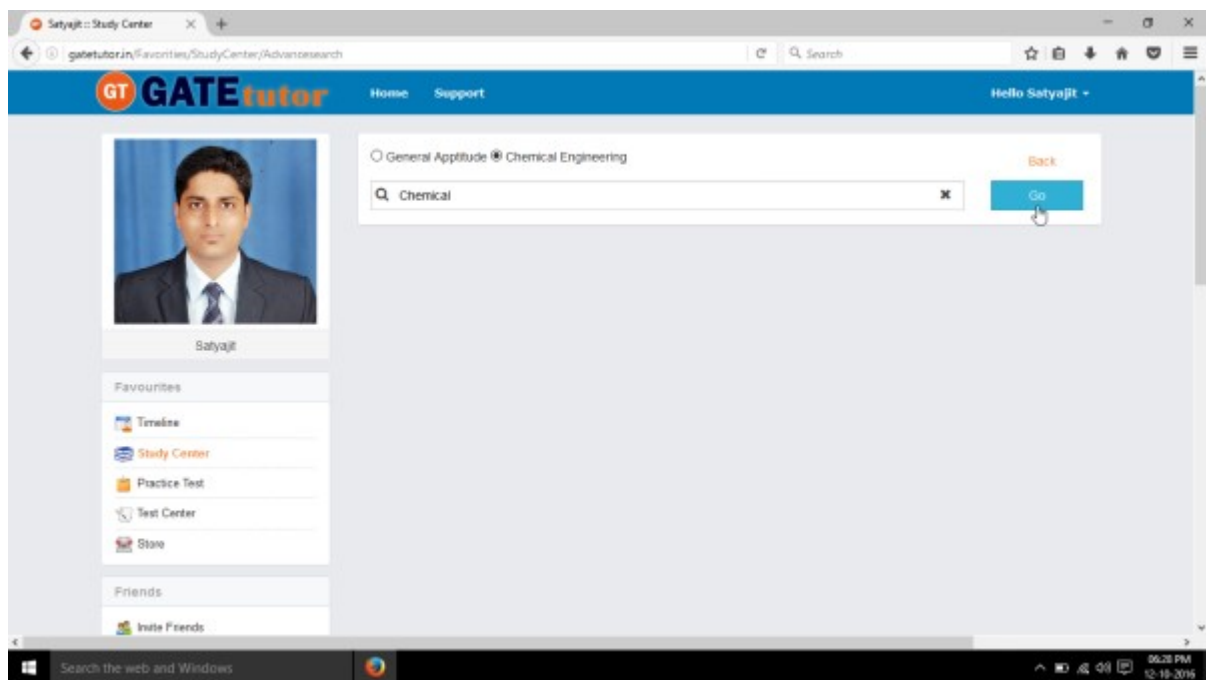 Satyajit :: Study Center
gatetutor.in/Favorities/StudyCenter/Advancesearch
Search
GT GATEtutor
Home
Support
Hello Satyajit
General Apptitude
Chemical Engineering
Back
Chemical
Go
Satyajit
Favourites
Timeline
Study Center
Practice Test
Test Center
Store
Friends
Invite Friends
Search the web and Windows
06:28 PM
12-10-2016